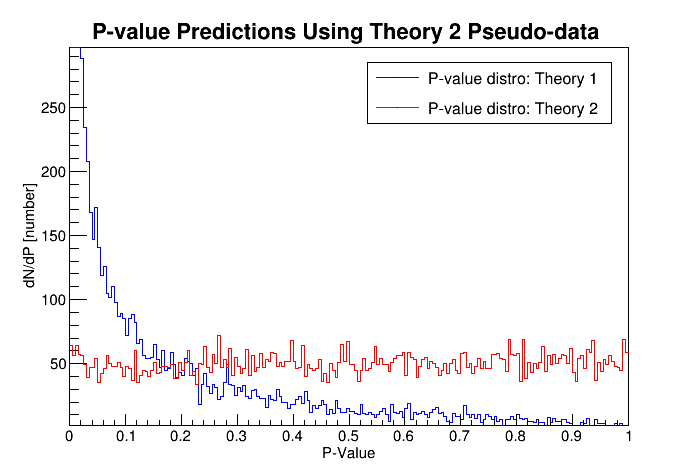 P-value Predictions Using Theory 2 Pseudo-data
P-value distro: Theory 1
P-value distro: Theory 2
dN/dP [number]
250
200
150
100
50
0 0.1 0.2 0.3 0.4 0.5 0.6 0.7 0.8 0.9 1
P-Value